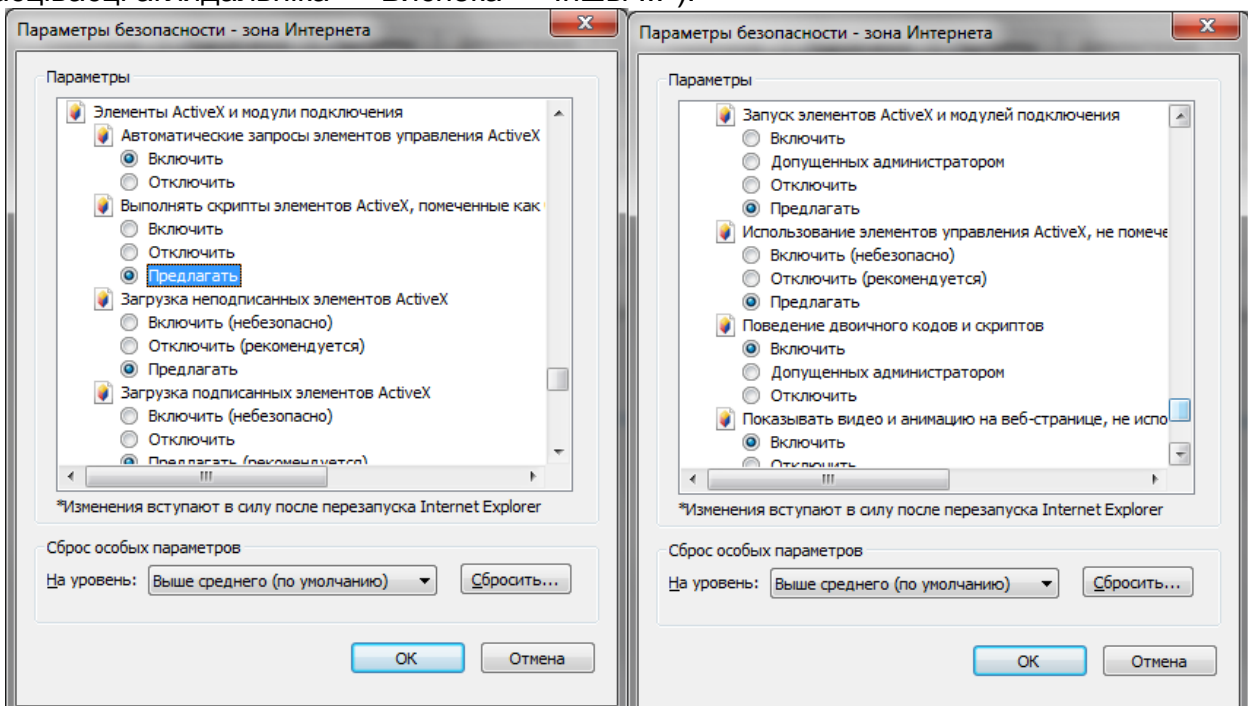 Параметры безопасности - зона Интернета
Параметры
Элементы ActiveX и модули подключения
Автоматические запросы элементов управления ActiveX
Включить
Отключить
Выполнять скрипты элементов ActiveX, помеченные как
Включить
Отключить
Предлагать
Загрузка неподписанных элементов ActiveX
Включить (небезопасно)
Отключить (рекомендуется)
Предлагать
Загрузка подписанных элементов ActiveX
Включить (небезопасно)
Отключить
Предлагать (рекомендуется)
*Изменения вступают в силу после перезапуска Internet Explorer
Сброс особых параметров
На уровень: Выше среднего (по умолчанию) Сбросить...
ОК Отмена
Параметры безопасности - зона Интернета
Параметры
Запуск элементов ActiveX и модулей подключения
Включить
Допущенных администратором
Отключить
Предлагать
Использование элементов управления ActiveX, не помече
Включить (небезопасно)
Отключить (рекомендуется)
Предлагать
Поведение двоичного кодов и скриптов
Включить
Допущенных администратором
Отключить
Показывать видео и анимацию на веб-странице, не испо
Включить
Отключить
*Изменения вступают в силу после перезапуска Internet Explorer
Сброс особых параметров
На уровень: Выше среднего (по умолчанию) Сбросить...
ОК Отмена